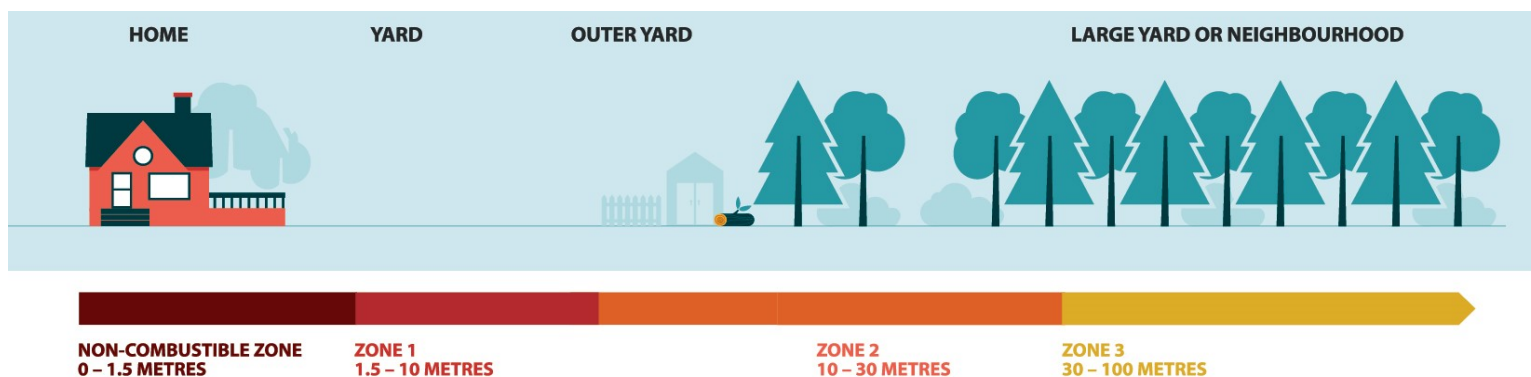 HOME
YARD
OUTER YARD
LARGE YARD OR NEIGHBOURHOOD
NON-COMBUSTIBLE ZONE
0 – 1.5 METRES
ZONE 1
1.5 – 10 METRES
ZONE 2
10 – 30 METRES
ZONE 3
30 – 100 METRES